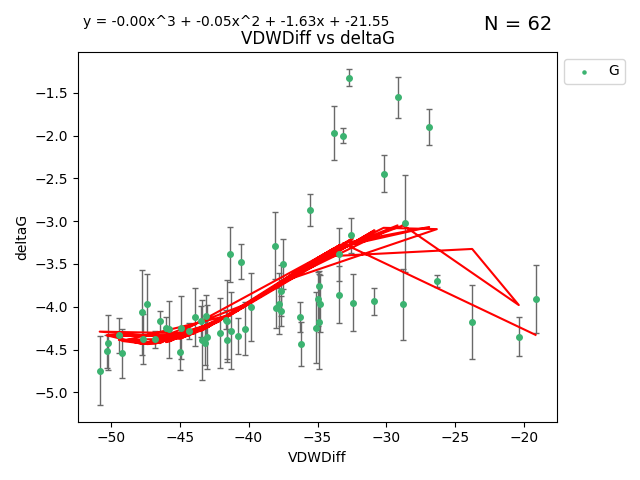 y = -0.00x^3 + -0.05x^2 + -1.63x + -21.55
N = 62
VDWDiff vs deltaG
G
deltaG
−1.5
−2.0
−2.5
−3.0
−3.5
−4.0
−4.5
−5.0
−50 −45 −40 −35 −30 −25 −20
VDWDiff